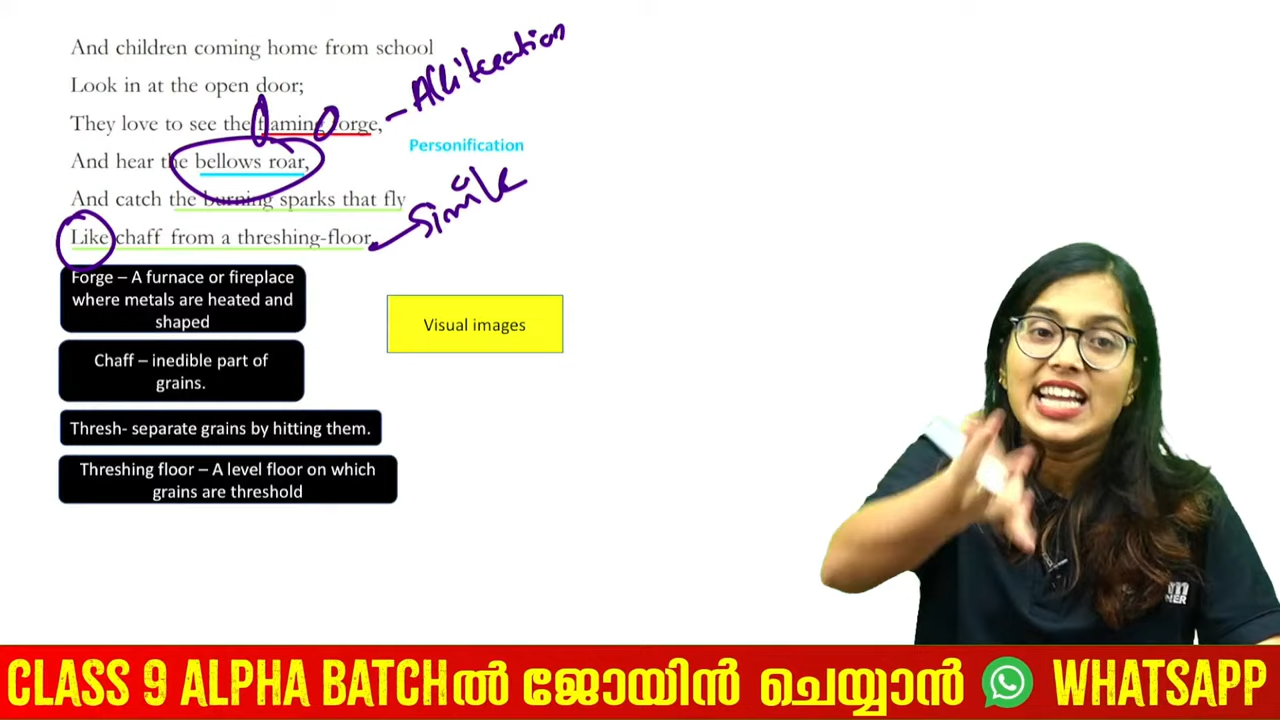 And children coming home from school
Look in at the open door;
They love to see the flaming forge,
- Alliteration
Personification
And hear the bellows roar,
And catch the burning sparks that fly
Simile
Like chaff from a threshing-floor.
Forge – A furnace or fireplace
where metals are heated and
shaped
Visual images
Chaff – inedible part of
grains.
Thresh- separate grains by hitting them.
Threshing floor – A level floor on which
grains are threshold
CLASS 9 ALPHA BATCHൽ ജോയിൻ ചെയ്യാൻ WHATSAPP